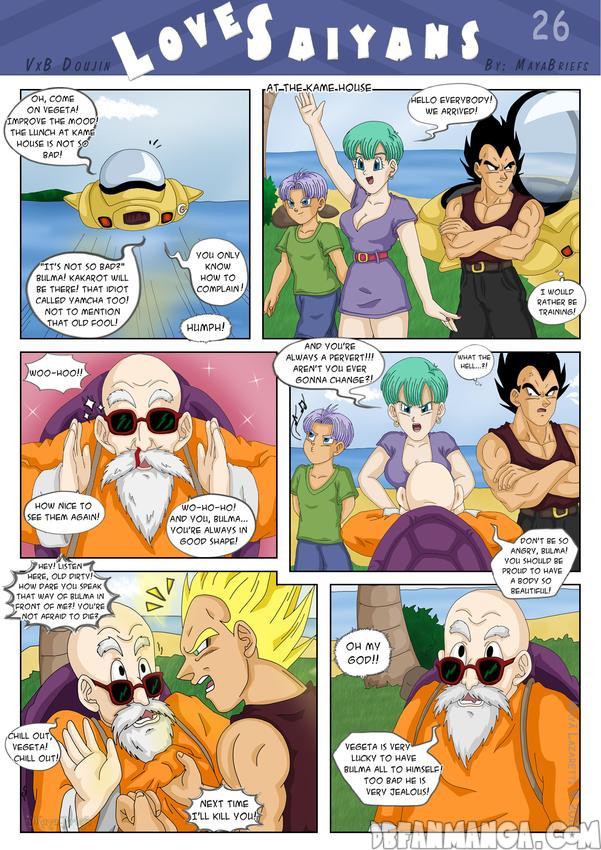 LOVE SAIYANS
26
VXB DOUJIN
BY: MAYABRIEFS
OH, COME
ON VEGETA!
IMPROVE THE MOOD!
THE LUNCH AT KAME
HOUSE IS NOT SO
BAD!
"IT'S NOT SO BAD?"
BULMA! KAKAROT WILL
BE THERE! THAT IDIOT
CALLED YAMCHA TOO!
NOT TO MENTION
THAT OLD FOOL!
YOU ONLY
KNOW
HOW TO
COMPLAIN!
HUMPH!
AT THE KAME HOUSE
HELLO EVERYBODY!
WE ARRIVED!
I WOULD
RATHER BE
TRAINING!
WOO-HOO!!
HOW NICE TO
SEE THEM AGAIN!
WO-HO-HO!
AND YOU, BULMA...
YOU'RE ALWAYS IN
GOOD SHAPE!
AND YOU'RE
ALWAYS A PERVERT!!!
AREN'T YOU EVER
GONNA CHANGE?!
WHAT THE
HELL...?!
DON'T BE SO
ANGRY, BULMA!
YOU SHOULD BE
PROUD TO HAVE
A BODY SO
BEAUTIFUL!
HEY! LISTEN
HERE, OLD DIRTY!
HOW DARE YOU SPEAK
THAT WAY OF BULMA IN
FRONT OF ME?! YOU'RE
NOT AFRAID TO DIE?
CHILL OUT,
VEGETA!
CHILL OUT!
NEXT TIME
I'LL KILL YOU!
OH MY
GOD!!
VEGETA IS VERY
LUCKY TO HAVE
BULMA ALL TO HIMSELF!
TOO BAD HE IS
VERY JEALOUS!
DBFANMANGA.COM